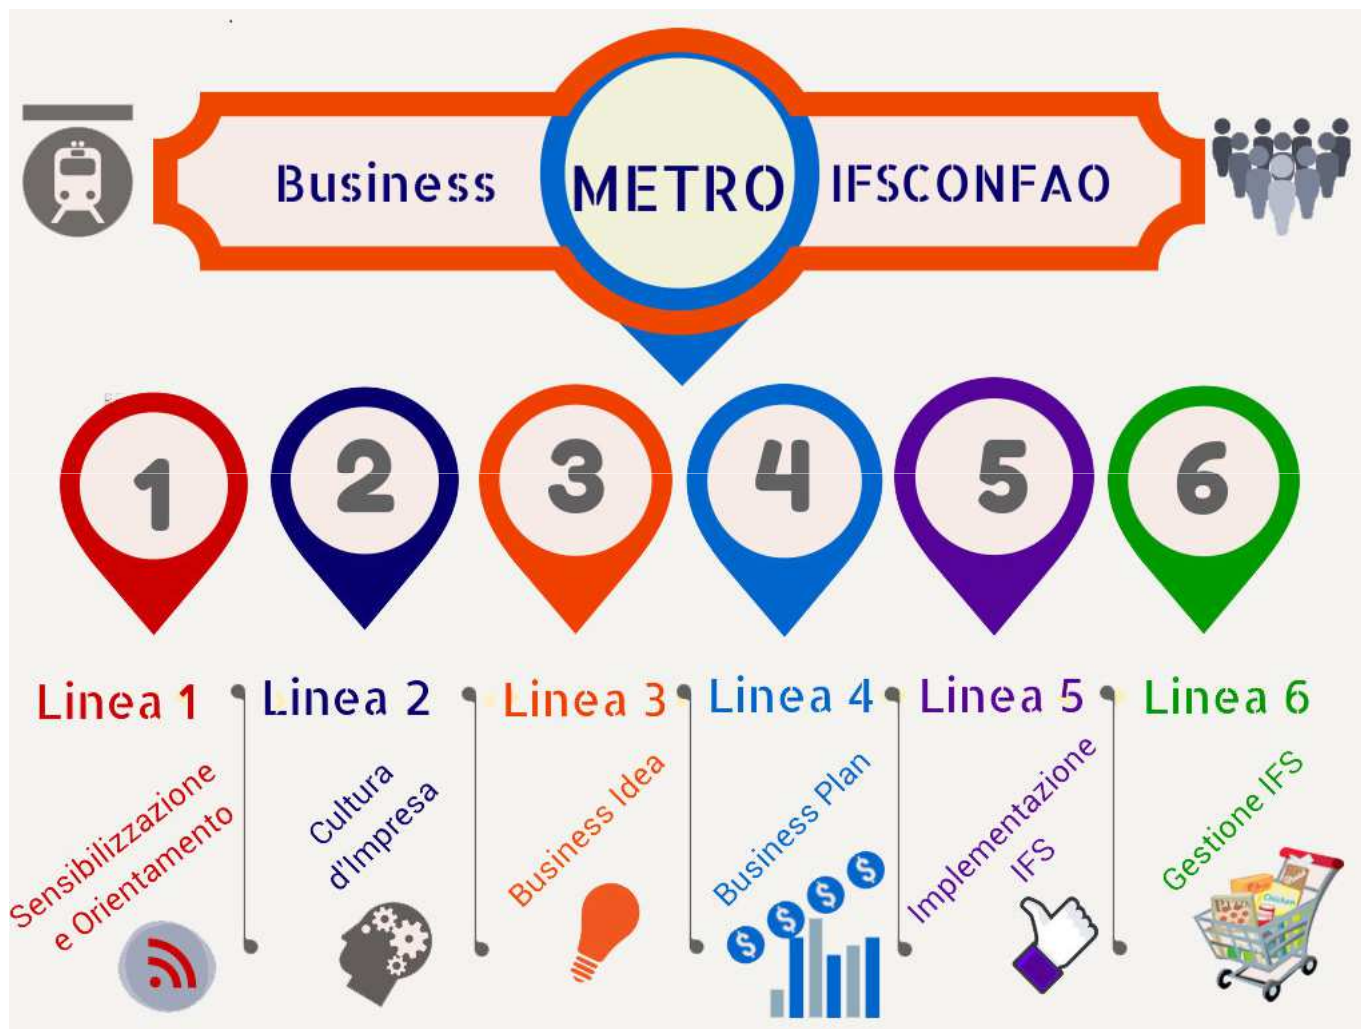 Business METRO IFSCONFAO
1 2 3 4 5 6
Linea 1 Linea 2 Linea 3 Linea 4 Linea 5 Linea 6
Sensibilizzazione
e Orientamento
Cultura
d'Impresa
Business Idea
Business Plan
Implementazione
IFS
Gestione IFS
$ $ $ $